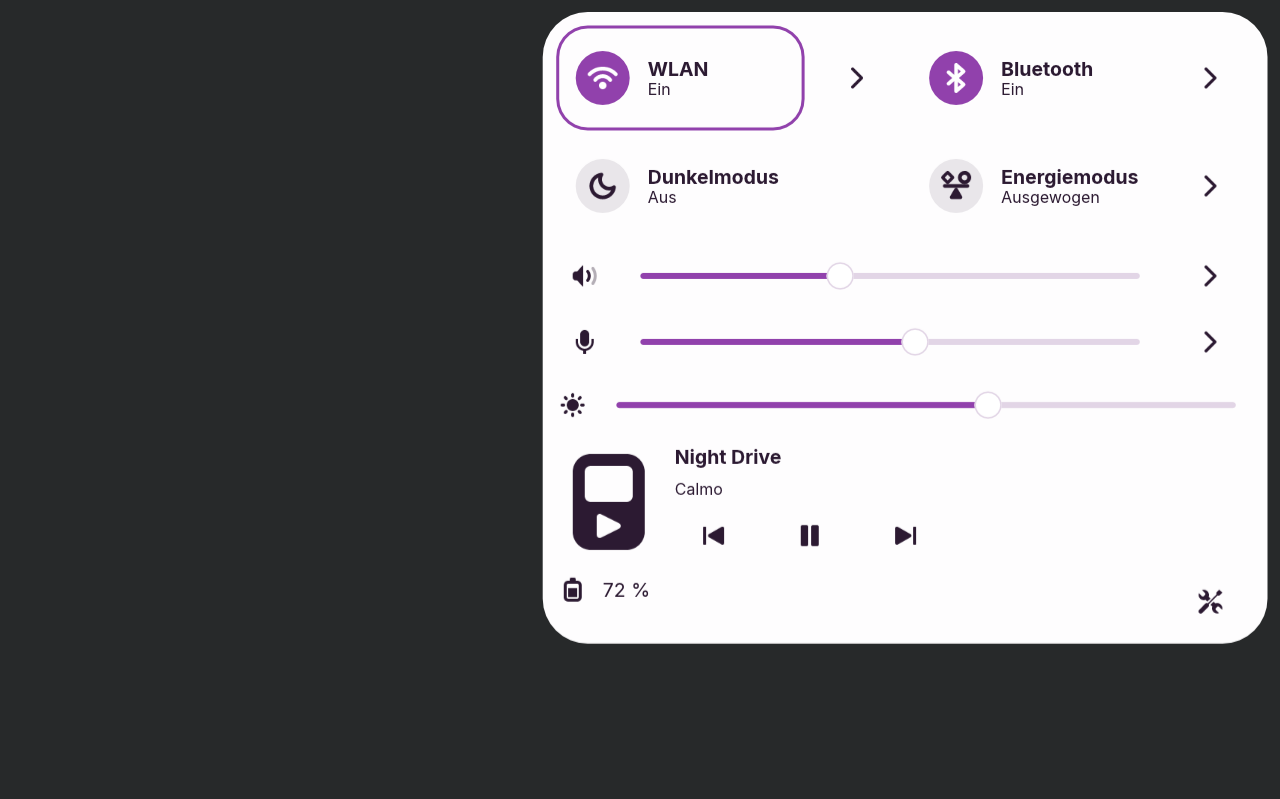 WLAN
Ein
Bluetooth
Ein
Dunkelmodus
Aus
Energiemodus
Ausgewogen
Night Drive
Calmo
72 %